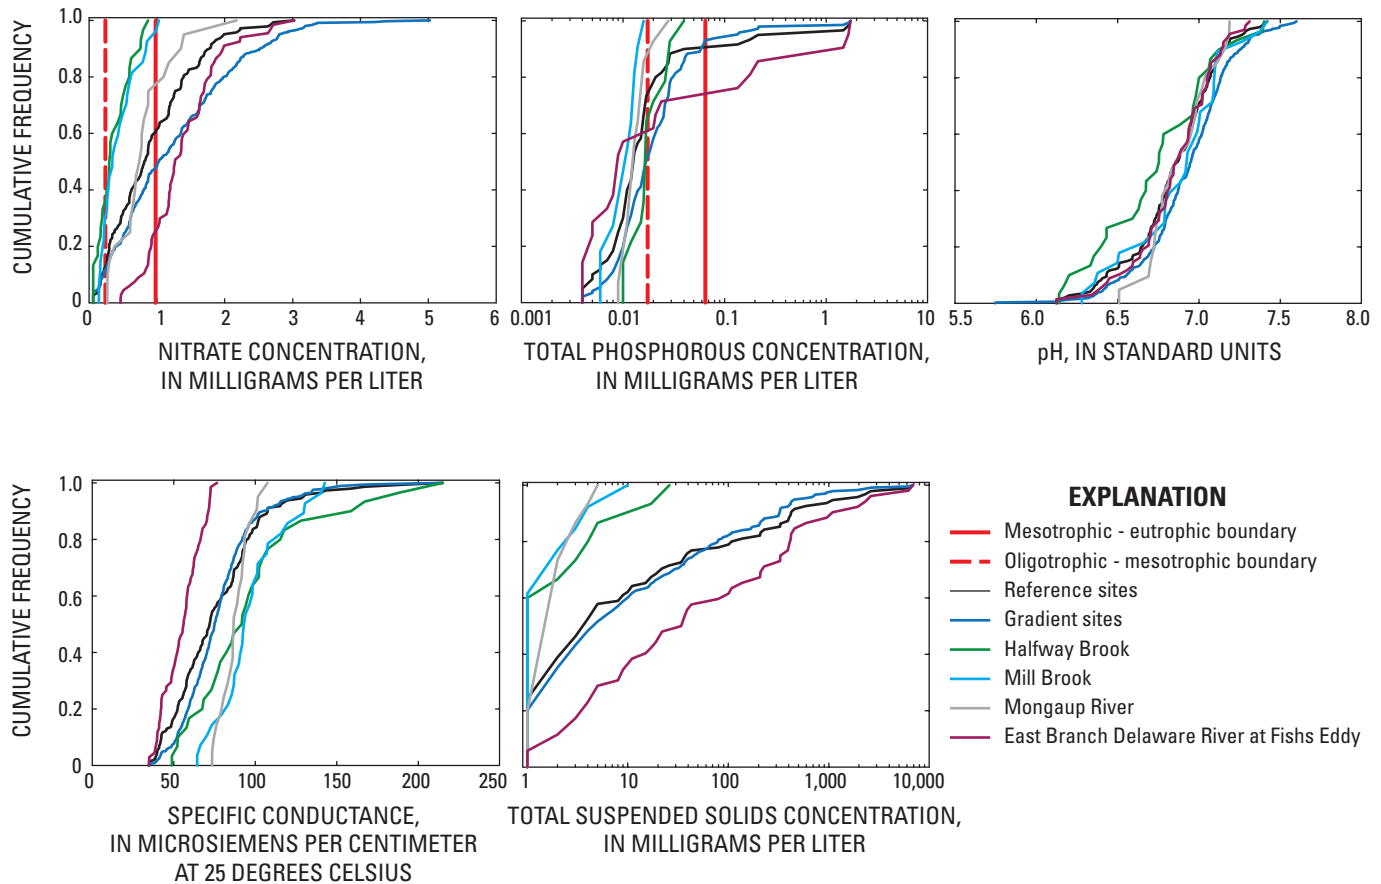 CUMULATIVE FREQUENCY
1.0
0.8
0.6
0.4
0.2
0
0 1 2 3 4 5 6
NITRATE CONCENTRATION,
IN MILLIGRAMS PER LITER
0.001 0.01 0.1 1 10
TOTAL PHOSPHOROUS CONCENTRATION,
IN MILLIGRAMS PER LITER
5.5 6.0 6.5 7.0 7.5 8.0
pH, IN STANDARD UNITS
CUMULATIVE FREQUENCY
1.0
0.8
0.6
0.4
0.2
0
0 50 100 150 200 250
SPECIFIC CONDUCTANCE,
IN MICROSIEMENS PER CENTIMETER
AT 25 DEGREES CELSIUS
1 10 100 1,000 10,000
TOTAL SUSPENDED SOLIDS CONCENTRATION,
IN MILLIGRAMS PER LITER
EXPLANATION
Mesotrophic - eutrophic boundary
Oligotrophic - mesotrophic boundary
Reference sites
Gradient sites
Halfway Brook
Mill Brook
Mongaup River
East Branch Delaware River at Fishs Eddy